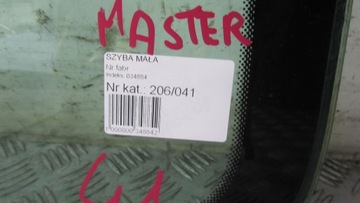 MASTER
SZYBA MAŁA
Nr fabr
Indeks: 034884
Nr kat.: 206/041